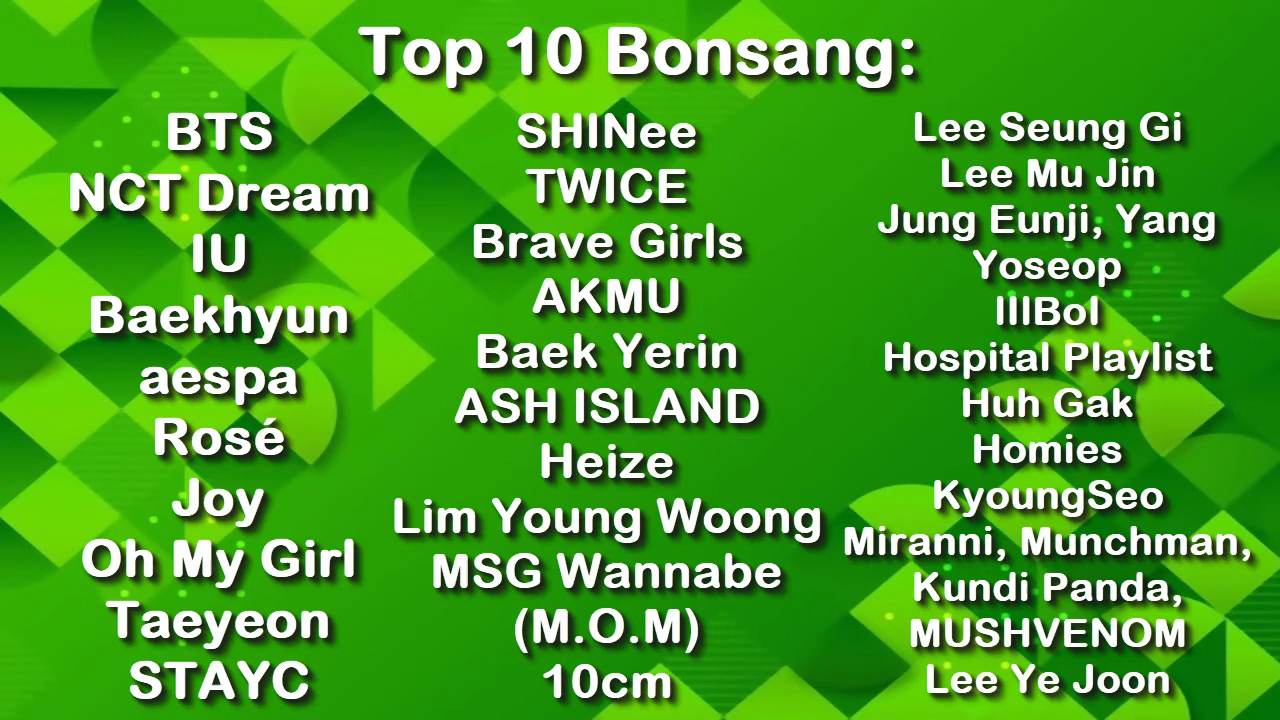 Top 10 Bonsang:
BTS
NCT Dream
IU
Baekhyun
aespa
Rosé
Joy
Oh My Girl
Taeyeon
STAYC
SHINee
TWICE
Brave Girls
AKMU
Baek Yerin
ASH ISLAND
Heize
Lim Young Woong
MSG Wannabe
(M.O.M)
10cm
Lee Seung Gi
Lee Mu Jin
Jung Eunji, Yang
Yoseop
lIlBol
Hospital Playlist
Huh Gak
Homies
KyoungSeo
Miranni, Munchman,
Kundi Panda,
MUSHVENOM
Lee Ye Joon